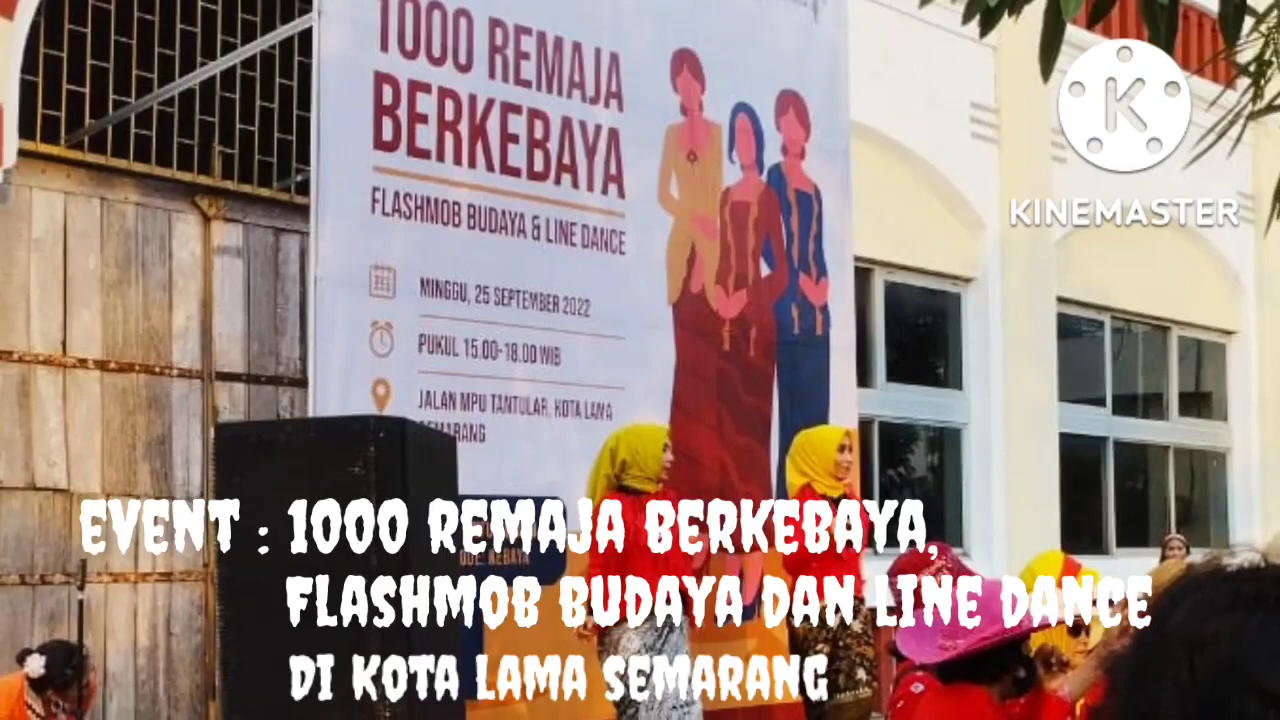 1000 REMAJA
BERKEBAYA
FLASHMOB BUDAYA & LINE DANCE
MINGGU, 25 SEPTEMBER 2022
PUKUL 15.00-18.00 WIB
JALAN MPU TANTULAR, KOTA LAMA
SEMARANG
K
KINEMASTER
EVENT : 1000 REMAJA BERKEBAYA,
FLASHMOB BUDAYA DAN LINE DANCE
DI KOTA LAMA SEMARANG